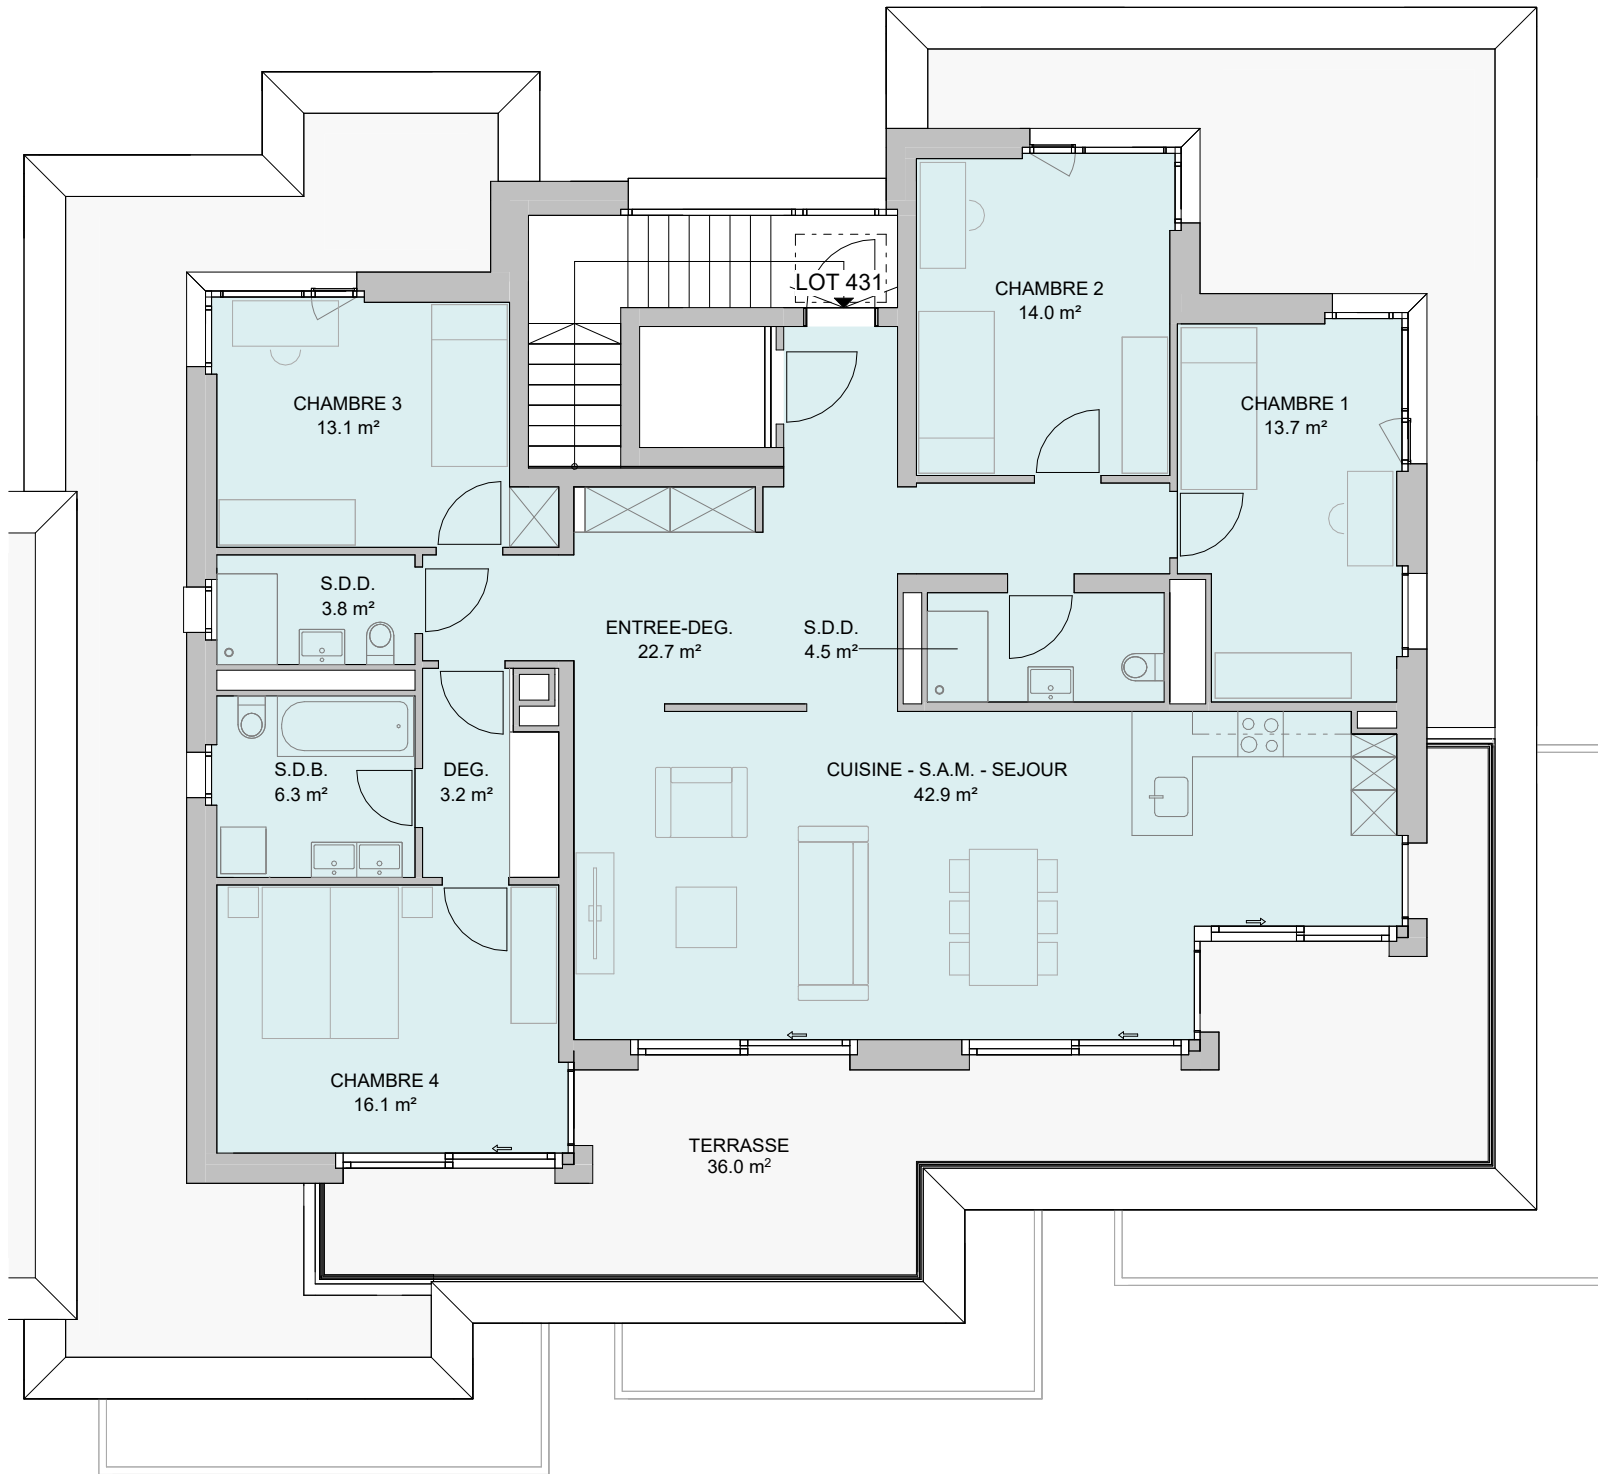 LOT 431
CHAMBRE 2
14.0 m²
CHAMBRE 3
13.1 m²
CHAMBRE 1
13.7 m²
S.D.D.
3.8 m²
ENTREE-DEG.
22.7 m²
S.D.D.
4.5 m²
S.D.B.
6.3 m²
DEG.
3.2 m²
CUISINE - S.A.M. - SEJOUR
42.9 m²
CHAMBRE 4
16.1 m²
TERRASSE
36.0 m²